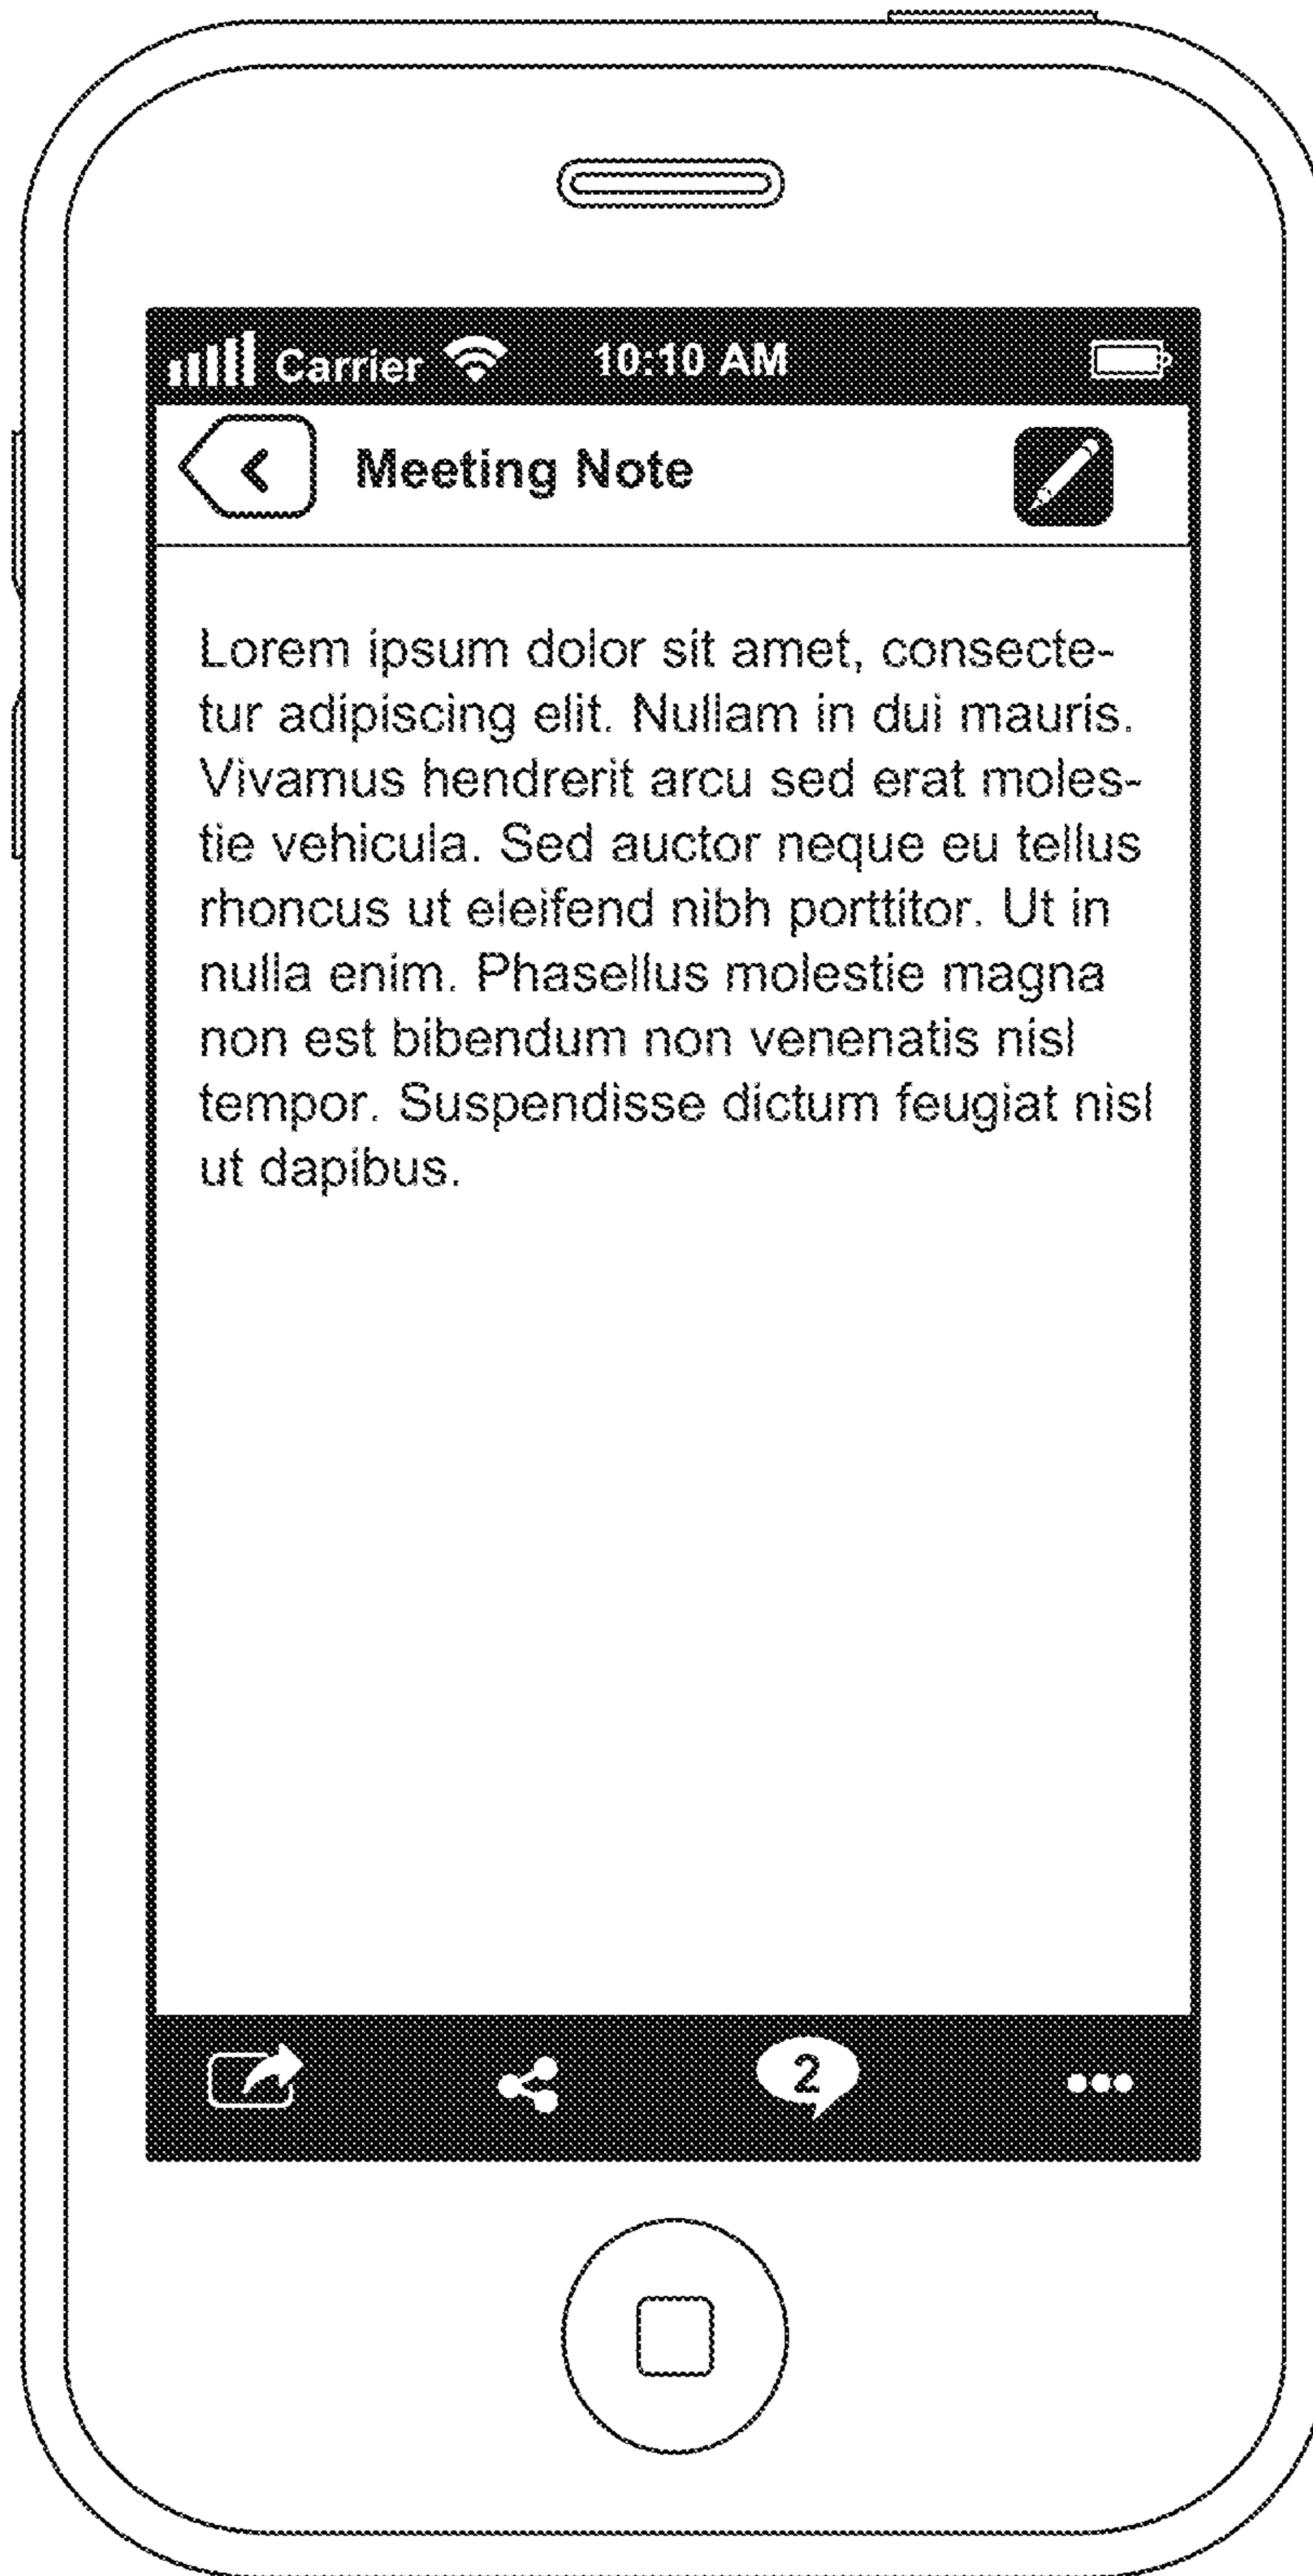 Carrier 10:10 AM
Meeting Note
Lorem ipsum dolor sit amet, consecte-
tur adipiscing elit. Nullam in dui mauris.
Vivamus hendrerit arcu sed erat moles-
tie vehicula. Sed auctor neque eu tellus
rhoncus ut eleifend nibh porttitor. Ut in
nulla enim. Phasellus molestie magna
non est bibendum non venenatis nisl
tempor. Suspendisse dictum feugiat nisl
ut dapibus.
2